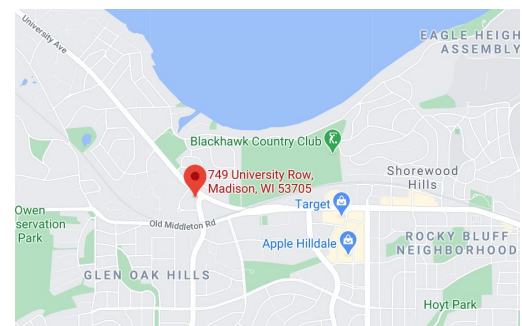 University Ave
EAGLE HEIGH
ASSEMBLY
Blackhawk Country Club
749 University Row,
Madison, WI 53705
Shorewood
Hills
Target
Owen
servation
Park
Old Middleton Rd
Apple Hilldale
ROCKY BLUFF
NEIGHBORHOOD
GLEN OAK HILLS
Hoyt Park